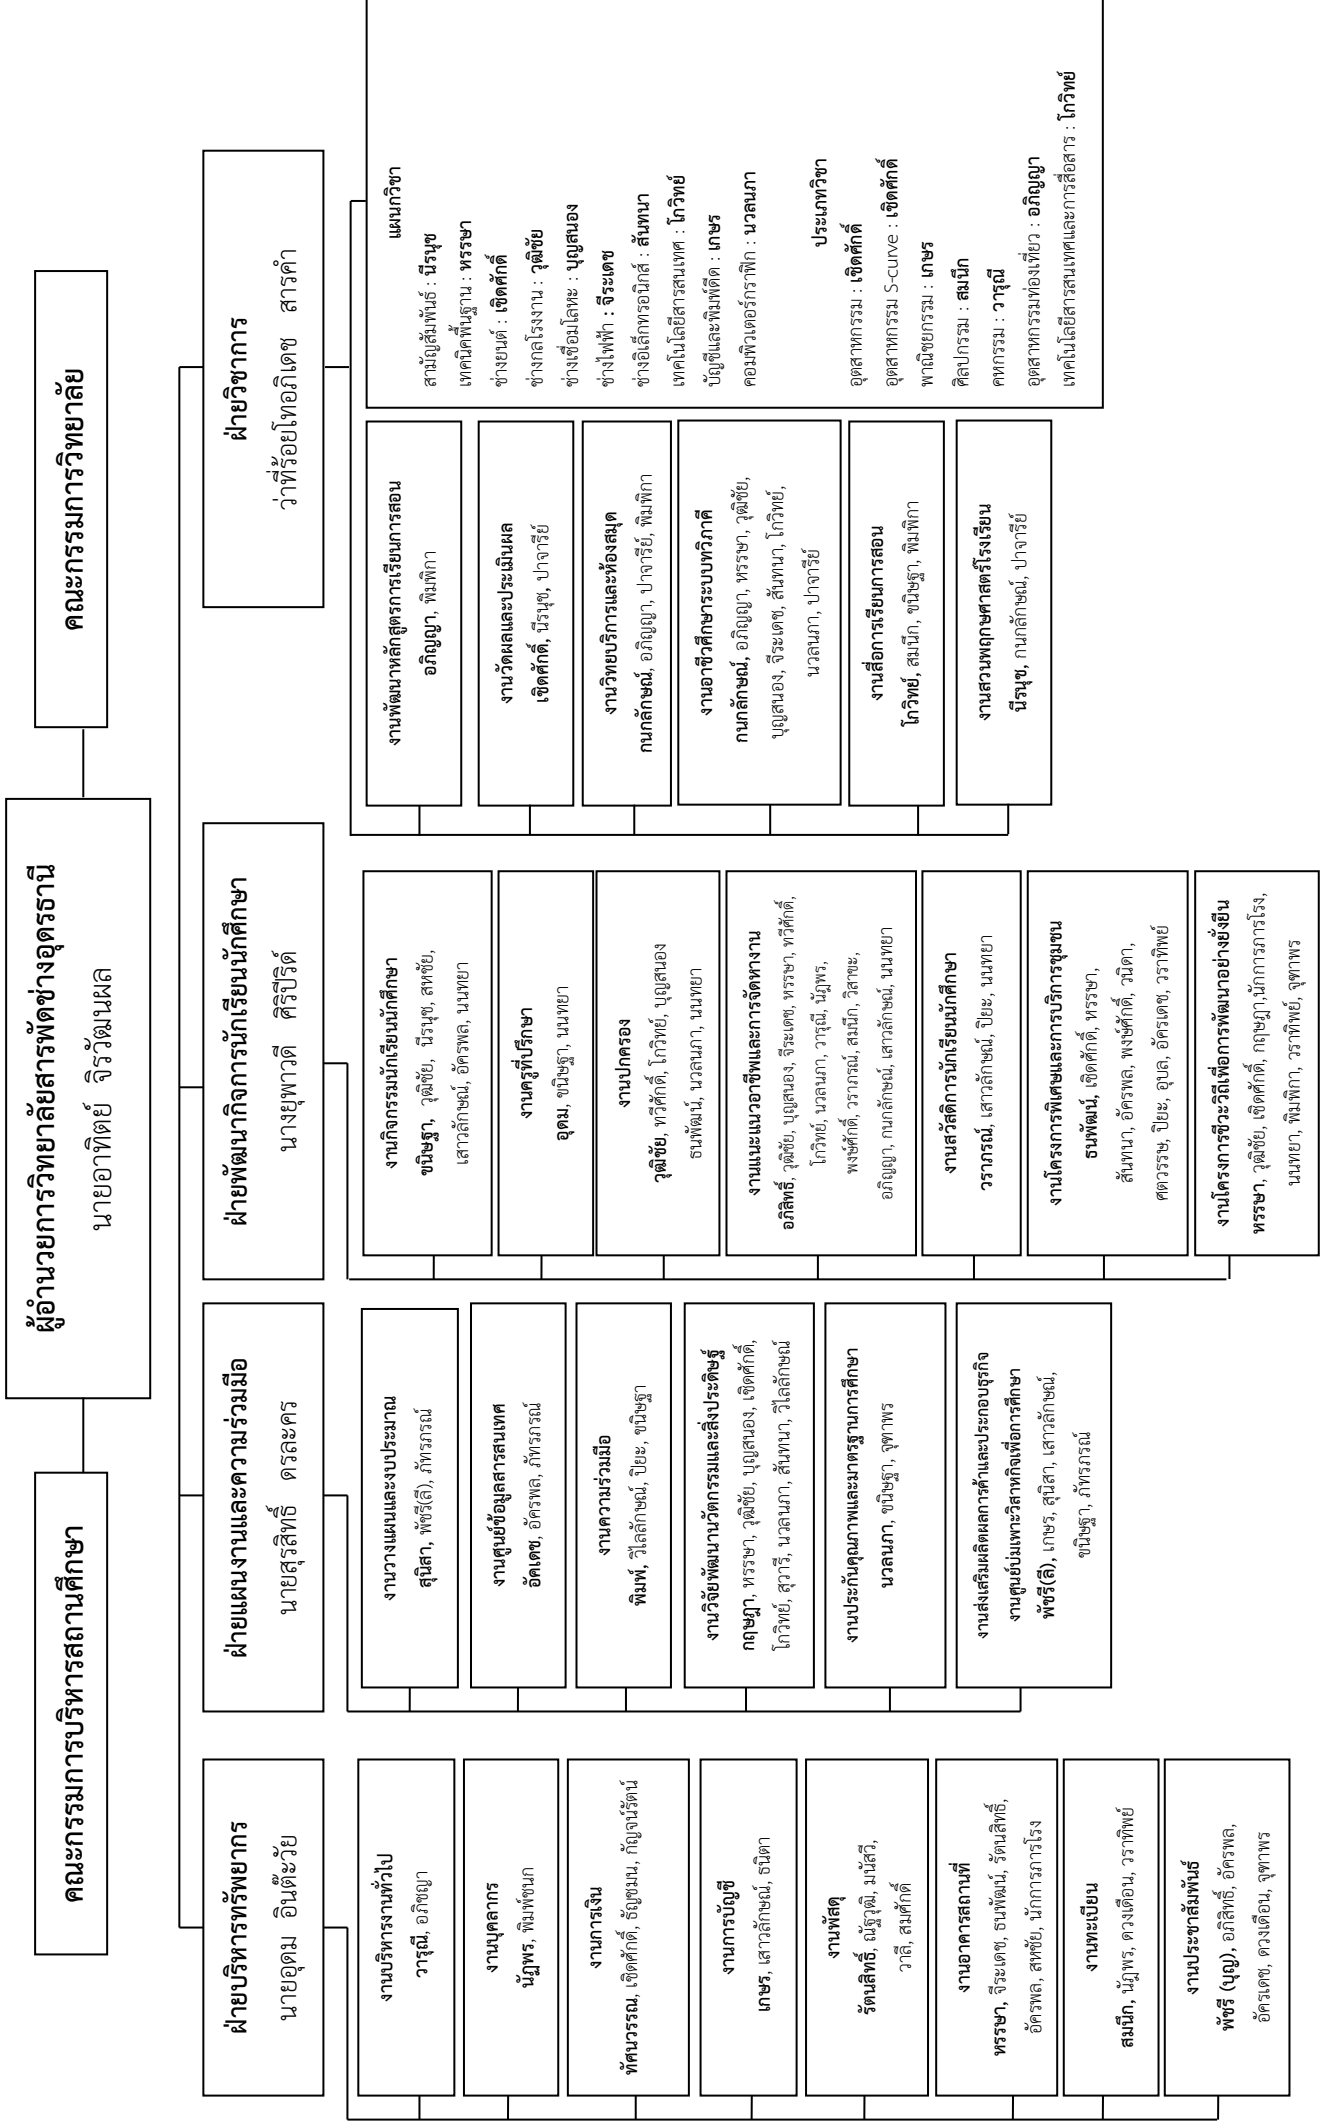 ผู้อำนวยการวิทยาลัยสารพัดช่างอุดรธานี
นายอาทิตย์ จิรวัฒนผล
คณะกรรมการบริหารสถานศึกษา
คณะกรรมการวิทยาลัย
ฝ่ายบริหารทรัพยากร
นายอุดม อินต๊ะวัย
งานบริหารงานทั่วไป
วารุณี, อภิชญา
งานบุคลากร
นัฏพร, พิมพ์ชนก
งานการเงิน
ทัศนวรรณ, เชิดศักดิ์, ธัญชมน, กัญจน์รัตน์
งานการบัญชี
เกษร, เสาวลักษณ์, ธนิตา
งานพัสดุ
รัตนสิทธิ์, ณัฐวุฒิ, มนัสวี,
วาลี, สมศักดิ์
งานอาคารสถานที่
หรรษา, จีระเดช, ธนพัฒน์, รัตนสิทธิ์,
อัครพล, สหชัย, นักการภารโรง
งานทะเบียน
สมนึก, นัฏพร, ดวงเดือน, วราทิพย์
งานประชาสัมพันธ์
พัชรี (บุญ), อภิสิทธิ์, อัครพล,
อัครเดช, ดวงเดือน, จุฑาพร
ฝ่ายแผนงานและความร่วมมือ
นายสุรสิทธิ์ ดรละคร
งานวางแผนและงบประมาณ
สุนิสา, พัชรี(ลี), ภัทรภรณ์
งานศูนย์ข้อมูลสารสนเทศ
อัคเดช, อัครพล, ภัทรภรณ์
งานความร่วมมือ
พิมพ์, วิไลลักษณ์, ปิยะ, ขนิษฐา
งานวิจัยพัฒนานวัตกรรมและสิ่งประดิษฐ์
กฤษฎา, หรรษา, วุฒิชัย, บุญสนอง, เชิดศักดิ์,
โกวิทย์, สุวารี, นวลนภา, สันทนา, วิไลลักษณ์
งานประกันคุณภาพและมาตรฐานการศึกษา
นวลนภา, ขนิษฐา, จุฑาพร
งานส่งเสริมผลิตผลการค้าและประกอบธุรกิจ
งานศูนย์บ่มเพาะวิสาหกิจเพื่อการศึกษา
พัชรี(ลี), เกษร, สุนิสา, เสาวลักษณ์,
ขนิษฐา, ภัทรภรณ์
ฝ่ายพัฒนากิจการนักเรียนนักศึกษา
นางยุพาวดี ศิริปิริต์
งานกิจกรรมนักเรียนนักศึกษา
ขนิษฐา, วุฒิชัย, นีรนุช, สหชัย,
เสาวลักษณ์, อัครพล, นนทยา
งานครูที่ปรึกษา
อุดม, ขนิษฐา, นนทยา
งานปกครอง
วุฒิชัย, ทวีศักดิ์, โกวิทย์, บุญสนอง
ธนพัฒน์, นวลนภา, นนทยา
งานแนะแนวอาชีพและการจัดหางาน
อภิสิทธิ์, วุฒิชัย, บุญสนอง, จีระเดช, หรรษา, ทวีศักดิ์,
โกวิทย์, นวลนภา, วารุณี, นัฏพร,
พงษ์ศักดิ์, วราภรณ์, สมนึก, วิสาขะ,
อภิญญา, กนกลักษณ์, เสาวลักษณ์, นนทยา
งานสวัสดิการนักเรียนนักศึกษา
วราภรณ์, เสาวลักษณ์, ปิยะ, นนทยา
งานโครงการพิเศษและการบริการชุมชน
ธนพัฒน์, เชิดศักดิ์, หรรษา,
สันทนา, อัครพล, พงษ์ศักดิ์, วนิดา,
ศตวรรษ, ปิยะ, อุบล, อัครเดช, วราทิพย์
งานโครงการชีวะวิถีเพื่อการพัฒนาอย่างยั่งยืน
หรรษา, วุฒิชัย, เชิดศักดิ์, กฤษฎา,นักการภารโรง,
นนทยา, พิมพิกา, วราทิพย์, จุฑาพร
ฝ่ายวิชาการ
ว่าที่ร้อยโทอภิเดช สารคำ
งานพัฒนาหลักสูตรการเรียนการสอน
อภิญญา, พิมพิกา
งานวัดผลและประเมินผล
เชิดศักดิ์, นีรนุช, ปาจารีย์
งานวิทยบริการและห้องสมุด
กนกลักษณ์, อภิญญา, ปาจารีย์, พิมพิกา
งานอาชีวศึกษาระบบทวิภาคี
กนกลักษณ์, อภิญญา, หรรษา, วุฒิชัย,
บุญสนอง, จีระเดช, สันทนา, โกวิทย์,
นวลนภา, ปาจารีย์
งานสื่อการเรียนการสอน
โกวิทย์, สมนึก, ขนิษฐา, พิมพิกา
งานสวนพฤกษศาสตร์โรงเรียน
นีรนุช, กนกลักษณ์, ปาจารีย์
แผนกวิชา
สามัญสัมพันธ์ : นีรนุช
เทคนิคพื้นฐาน : หรรษา
ช่างยนต์ : เชิดศักดิ์
ช่างกลโรงงาน : วุฒิชัย
ช่างเชื่อมโลหะ : บุญสนอง
ช่างไฟฟ้า : จีระเดช
ช่างอิเล็กทรอนิกส์ : สันทนา
เทคโนโลยีสารสนเทศ : โกวิทย์
บัญชีและพิมพ์ดีด : เกษร
คอมพิวเตอร์กราฟิก : นวลนภา
ประเภทวิชา
อุตสาหกรรม : เชิดศักดิ์
อุตสาหกรรม S-curve : เชิดศักดิ์
พาณิชยกรรม : เกษร
ศิลปกรรม : สมนึก
คหกรรม : วารุณี
อุตสาหกรรมท่องเที่ยว : อภิญญา
เทคโนโลยีสารสนเทศและการสื่อสาร : โกวิทย์